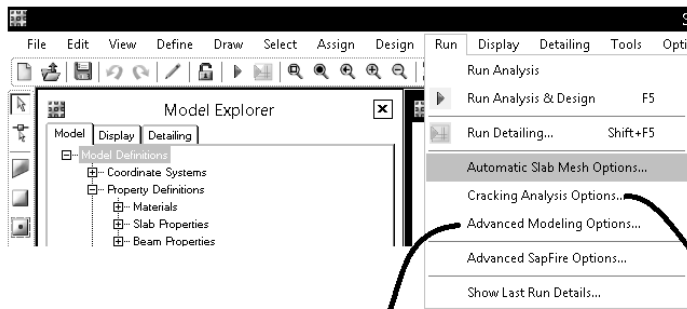 S
File Edit View Define Draw Select Assign Design Run Display Detailing Tools Opti
Run Analysis
Model Explorer
Run Analysis & Design F5
Model Display Detailing
Run Detailing... Shift+F5
Model Definitions
Automatic Slab Mesh Options...
Coordinate Systems
Property Definitions
Cracking Analysis Options...
Materials
Slab Properties
Advanced Modeling Options...
Beam Properties
Advanced SapFire Options...
Show Last Run Details...